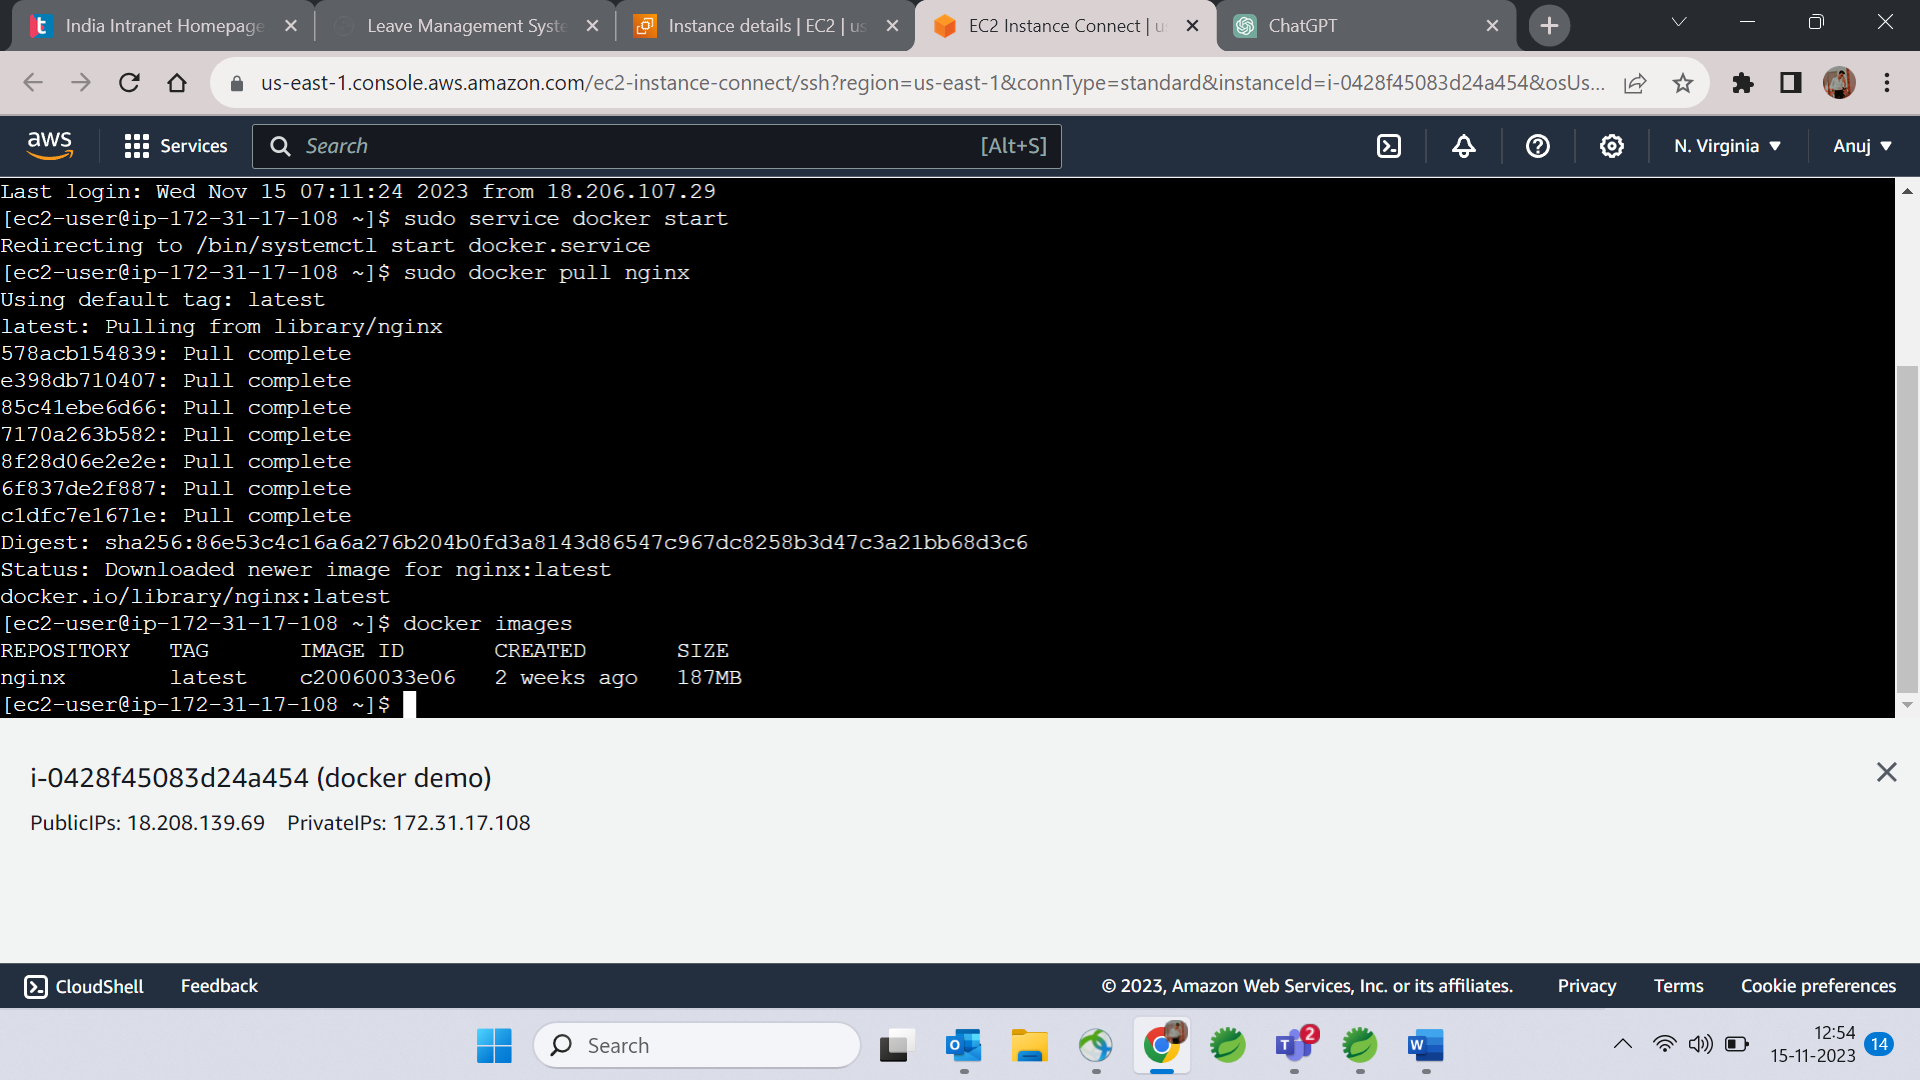 India Intranet Homepage
Leave Management Syste
Instance details | EC2 | us
EC2 Instance Connect | u
ChatGPT
us-east-1.console.aws.amazon.com/ec2-instance-connect/ssh?region=us-east-1&connType=standard&instanceId=i-0428f45083d24a454&osUs...
aws
Services
Search
[Alt+S]
N. Virginia
Anuj
Last login: Wed Nov 15 07:11:24 2023 from 18.206.107.29
[ec2-user@ip-172-31-17-108 ~]$ sudo service docker start
Redirecting to /bin/systemctl start docker.service
[ec2-user@ip-172-31-17-108 ~]$ sudo docker pull nginx
Using default tag: latest
latest: Pulling from library/nginx
578acb154839: Pull complete
e398db710407: Pull complete
85c41ebe6d66: Pull complete
7170a263b582: Pull complete
8f28d06e2e2e: Pull complete
6f837de2f887: Pull complete
c1dfc7e1671e: Pull complete
Digest: sha256:86e53c4c16a6a276b204b0fd3a8143d86547c967dc8258b3d47c3a21bb68d3c6
Status: Downloaded newer image for nginx:latest
docker.io/library/nginx:latest
[ec2-user@ip-172-31-17-108 ~]$ docker images
REPOSITORY TAG IMAGE ID CREATED SIZE
nginx latest c20060033e06 2 weeks ago 187MB
[ec2-user@ip-172-31-17-108 ~]$
i-0428f45083d24a454 (docker demo)
PublicIPs: 18.208.139.69 PrivateIPs: 172.31.17.108
CloudShell
Feedback
© 2023, Amazon Web Services, Inc. or its affiliates.
Privacy
Terms
Cookie preferences
Search
2
12:54
15-11-2023
14